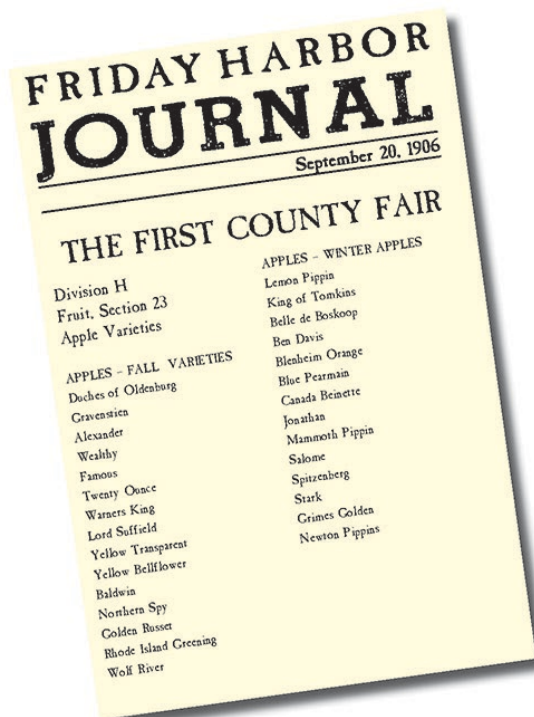 FRIDAY HARBOR
JOURNAL
September 20, 1906
THE FIRST COUNTY FAIR
Division H
Fruit, Section 23
Apple Varieties
APPLES - FALL VARIETIES
Duches of Oldenburg
Gravenstien
Alexander
Wealthy
Famous
Twenty Ounce
Warners King
Lord Suffield
Yellow Transparent
Yellow Bellflower
Baldwin
Northern Spy
Golden Russet
Rhode Island Greening
Wolf River
APPLES - WINTER APPLES
Lemon Pippin
King of Tomkins
Belle de Boskoop
Ben Davis
Blenheim Orange
Blue Pearmain
Canada Beinette
Jonathan
Mammoth Pippin
Salome
Spitzenberg
Stark
Grimes Golden
Newton Pippins